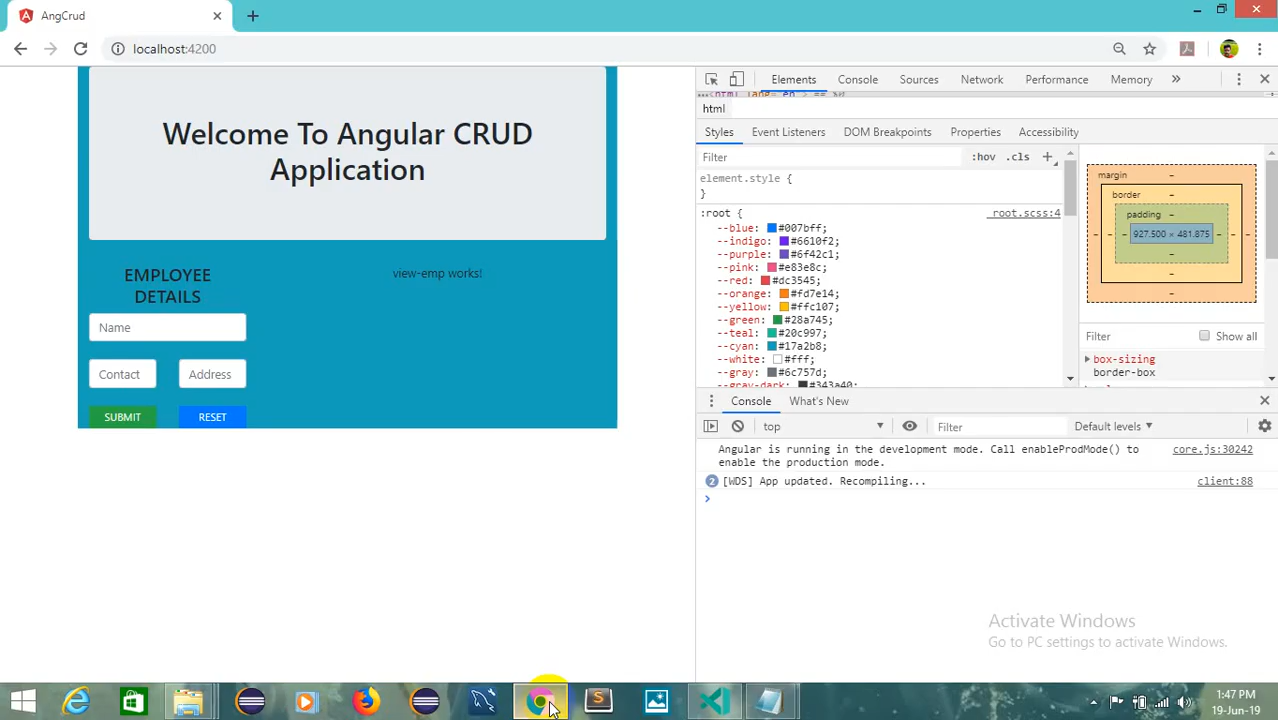 AngCrud
localhost:4200
Welcome To Angular CRUD
Application
EMPLOYEE
DETAILS
view-emp works!
Name
Contact
Address
SUBMIT
RESET
Elements
Console
Sources
Network
Performance
Memory
html
Styles
Event Listeners
DOM Breakpoints
Properties
Accessibility
Filter
:hov .cls
element.style {
}
:root {
_root.scss:4
--blue: #007bff;
--indigo: #6610f2;
--purple: #6f42c1;
--pink: #e83e8c;
--red: #dc3545;
--orange: #fd7e14;
--yellow: #ffc107;
--green: #28a745;
--teal: #20c997;
--cyan: #17a2b8;
--white: #fff;
--gray: #6c757d;
--gray-dark: #343a40;
margin
border
padding
927.500 × 481.875
Filter
Show all
box-sizing
border-box
Console
What's New
top
Filter
Default levels
Angular is running in the development mode. Call enableProdMode() to
enable the production mode.
core.js:30242
2 [WDS] App updated. Recompiling...
client:88
Activate Windows
Go to PC settings to activate Windows.
1:47 PM
19-Jun-19